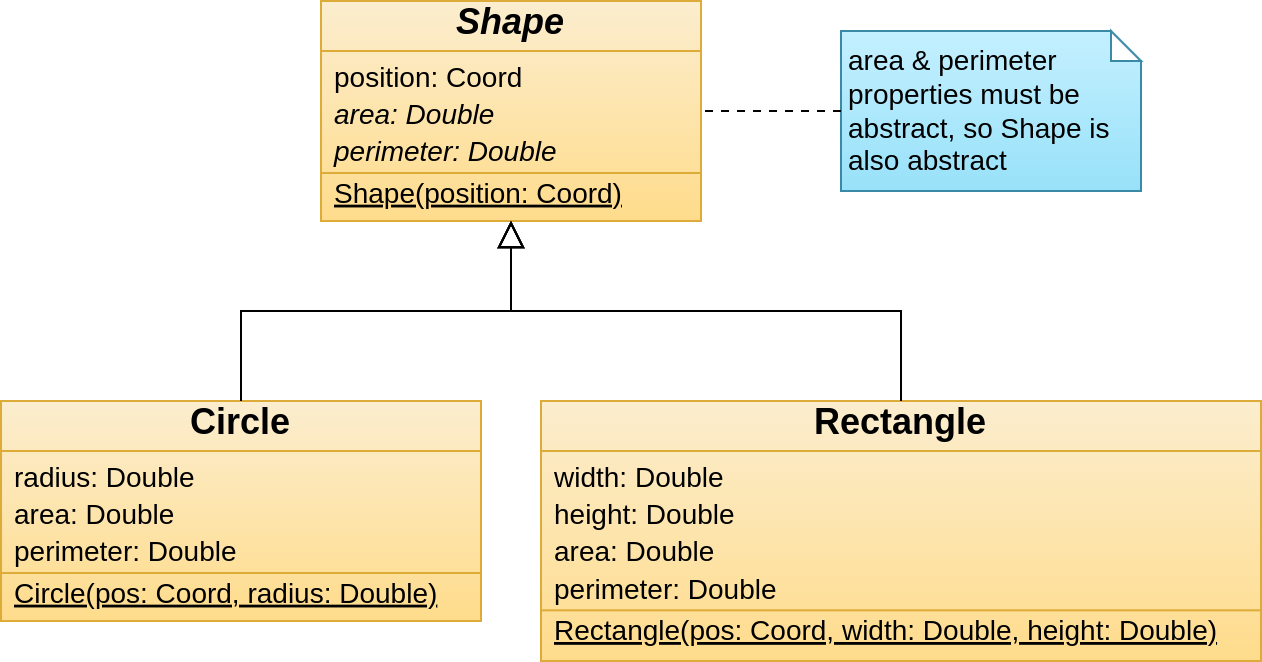 Shape
position: Coord
area: Double
perimeter: Double
Shape(position: Coord)
area & perimeter
properties must be
abstract, so Shape is
also abstract
Circle
radius: Double
area: Double
perimeter: Double
Circle(pos: Coord, radius: Double)
Rectangle
width: Double
height: Double
area: Double
perimeter: Double
Rectangle(pos: Coord, width: Double, height: Double)